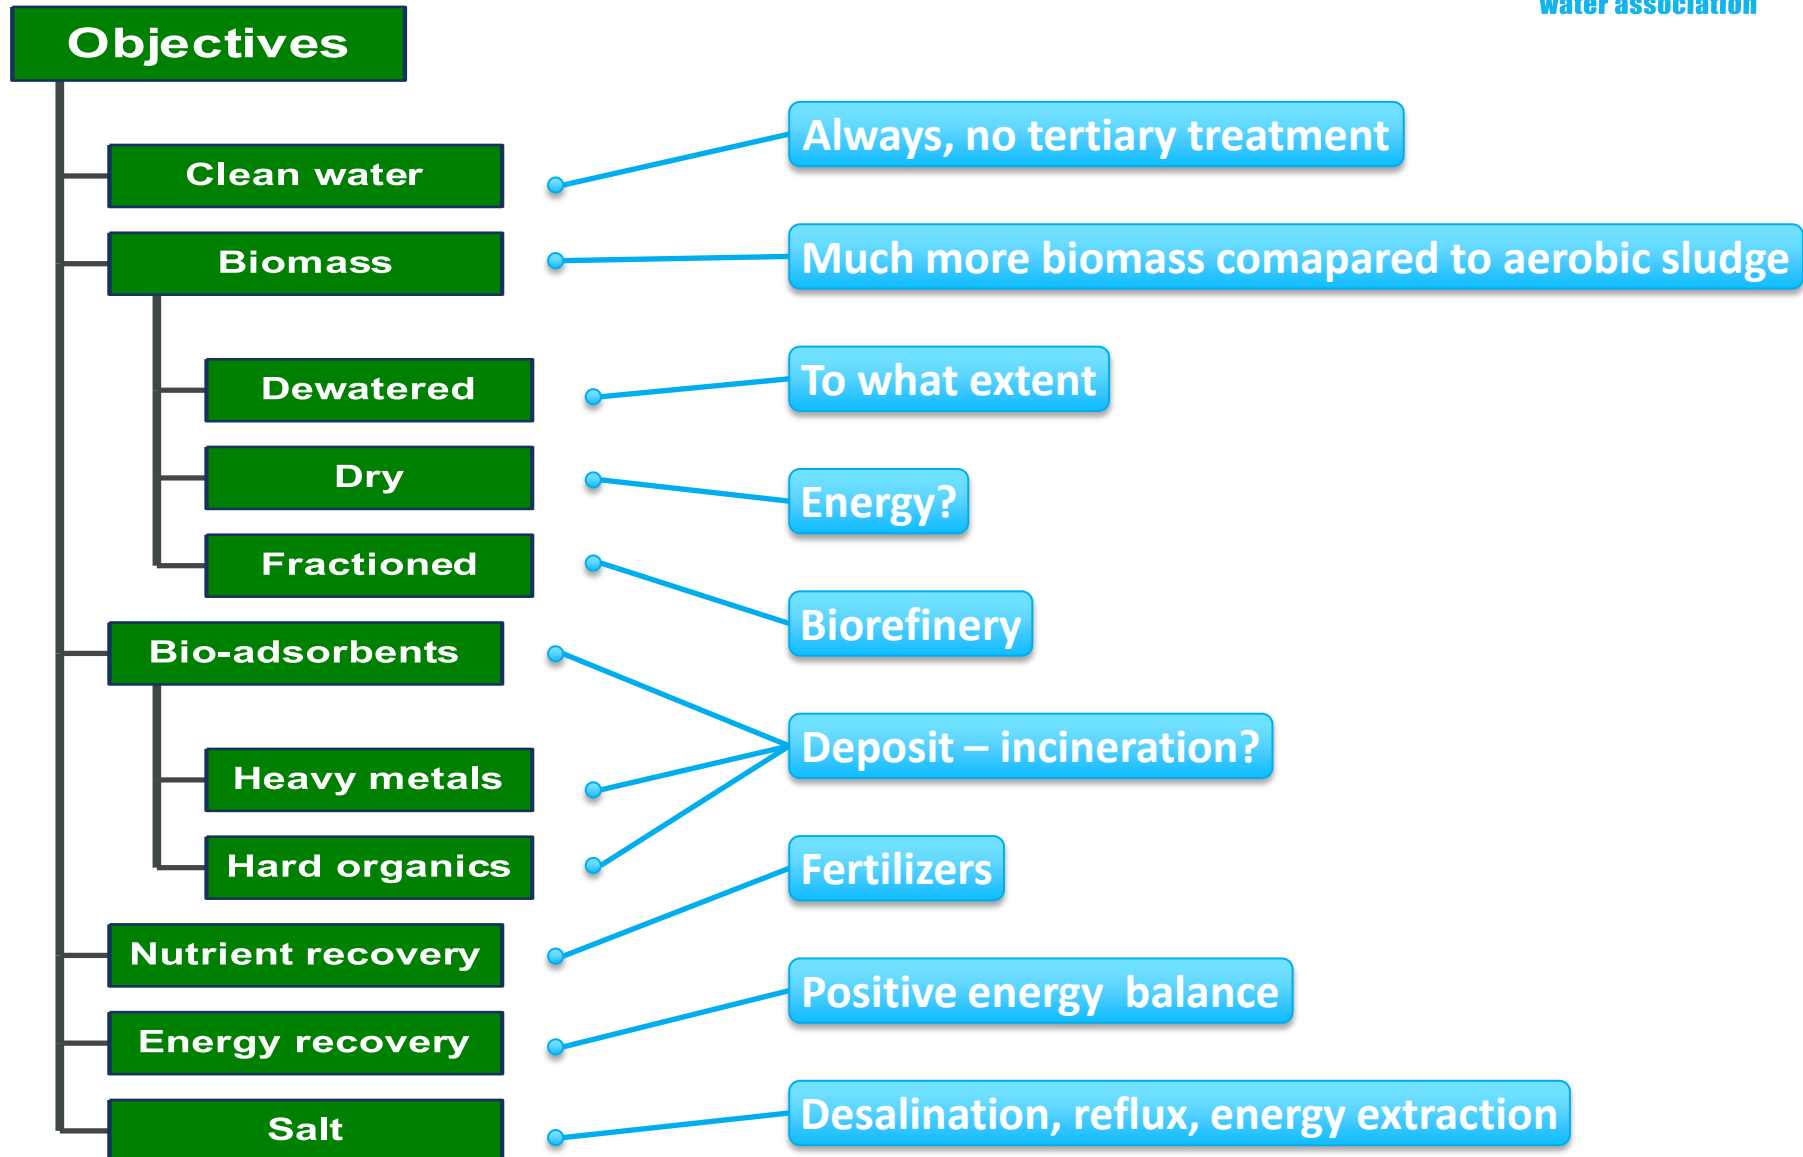 water association
Objectives
Clean water
Always, no tertiary treatment
Biomass
Much more biomass comapared to aerobic sludge
Dewatered
To what extent
Dry
Energy?
Fractioned
Biorefinery
Bio-adsorbents
Deposit – incineration?
Heavy metals
Hard organics
Nutrient recovery
Fertilizers
Energy recovery
Positive energy balance
Salt
Desalination, reflux, energy extraction